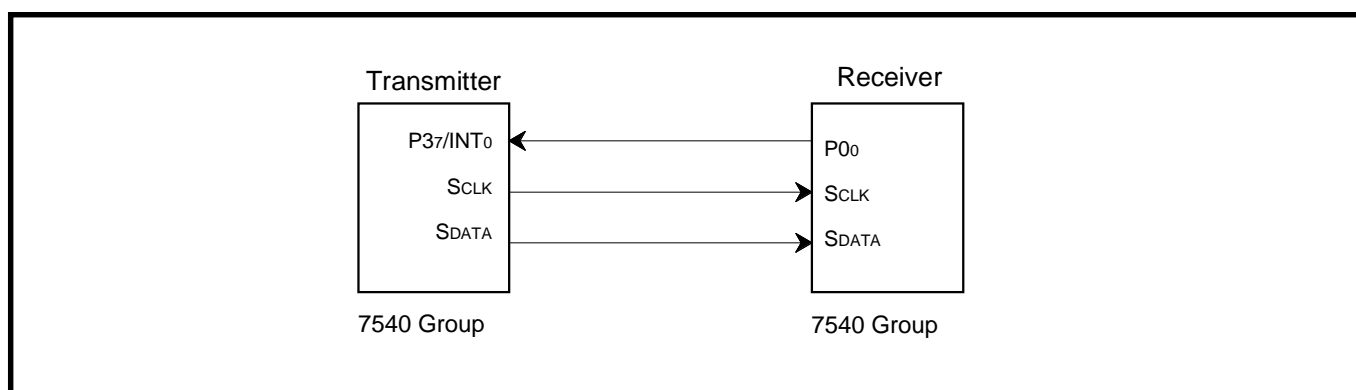 Transmitter
P37/INT0
SCLK
SDATA
7540 Group
Receiver
P00
SCLK
SDATA
7540 Group